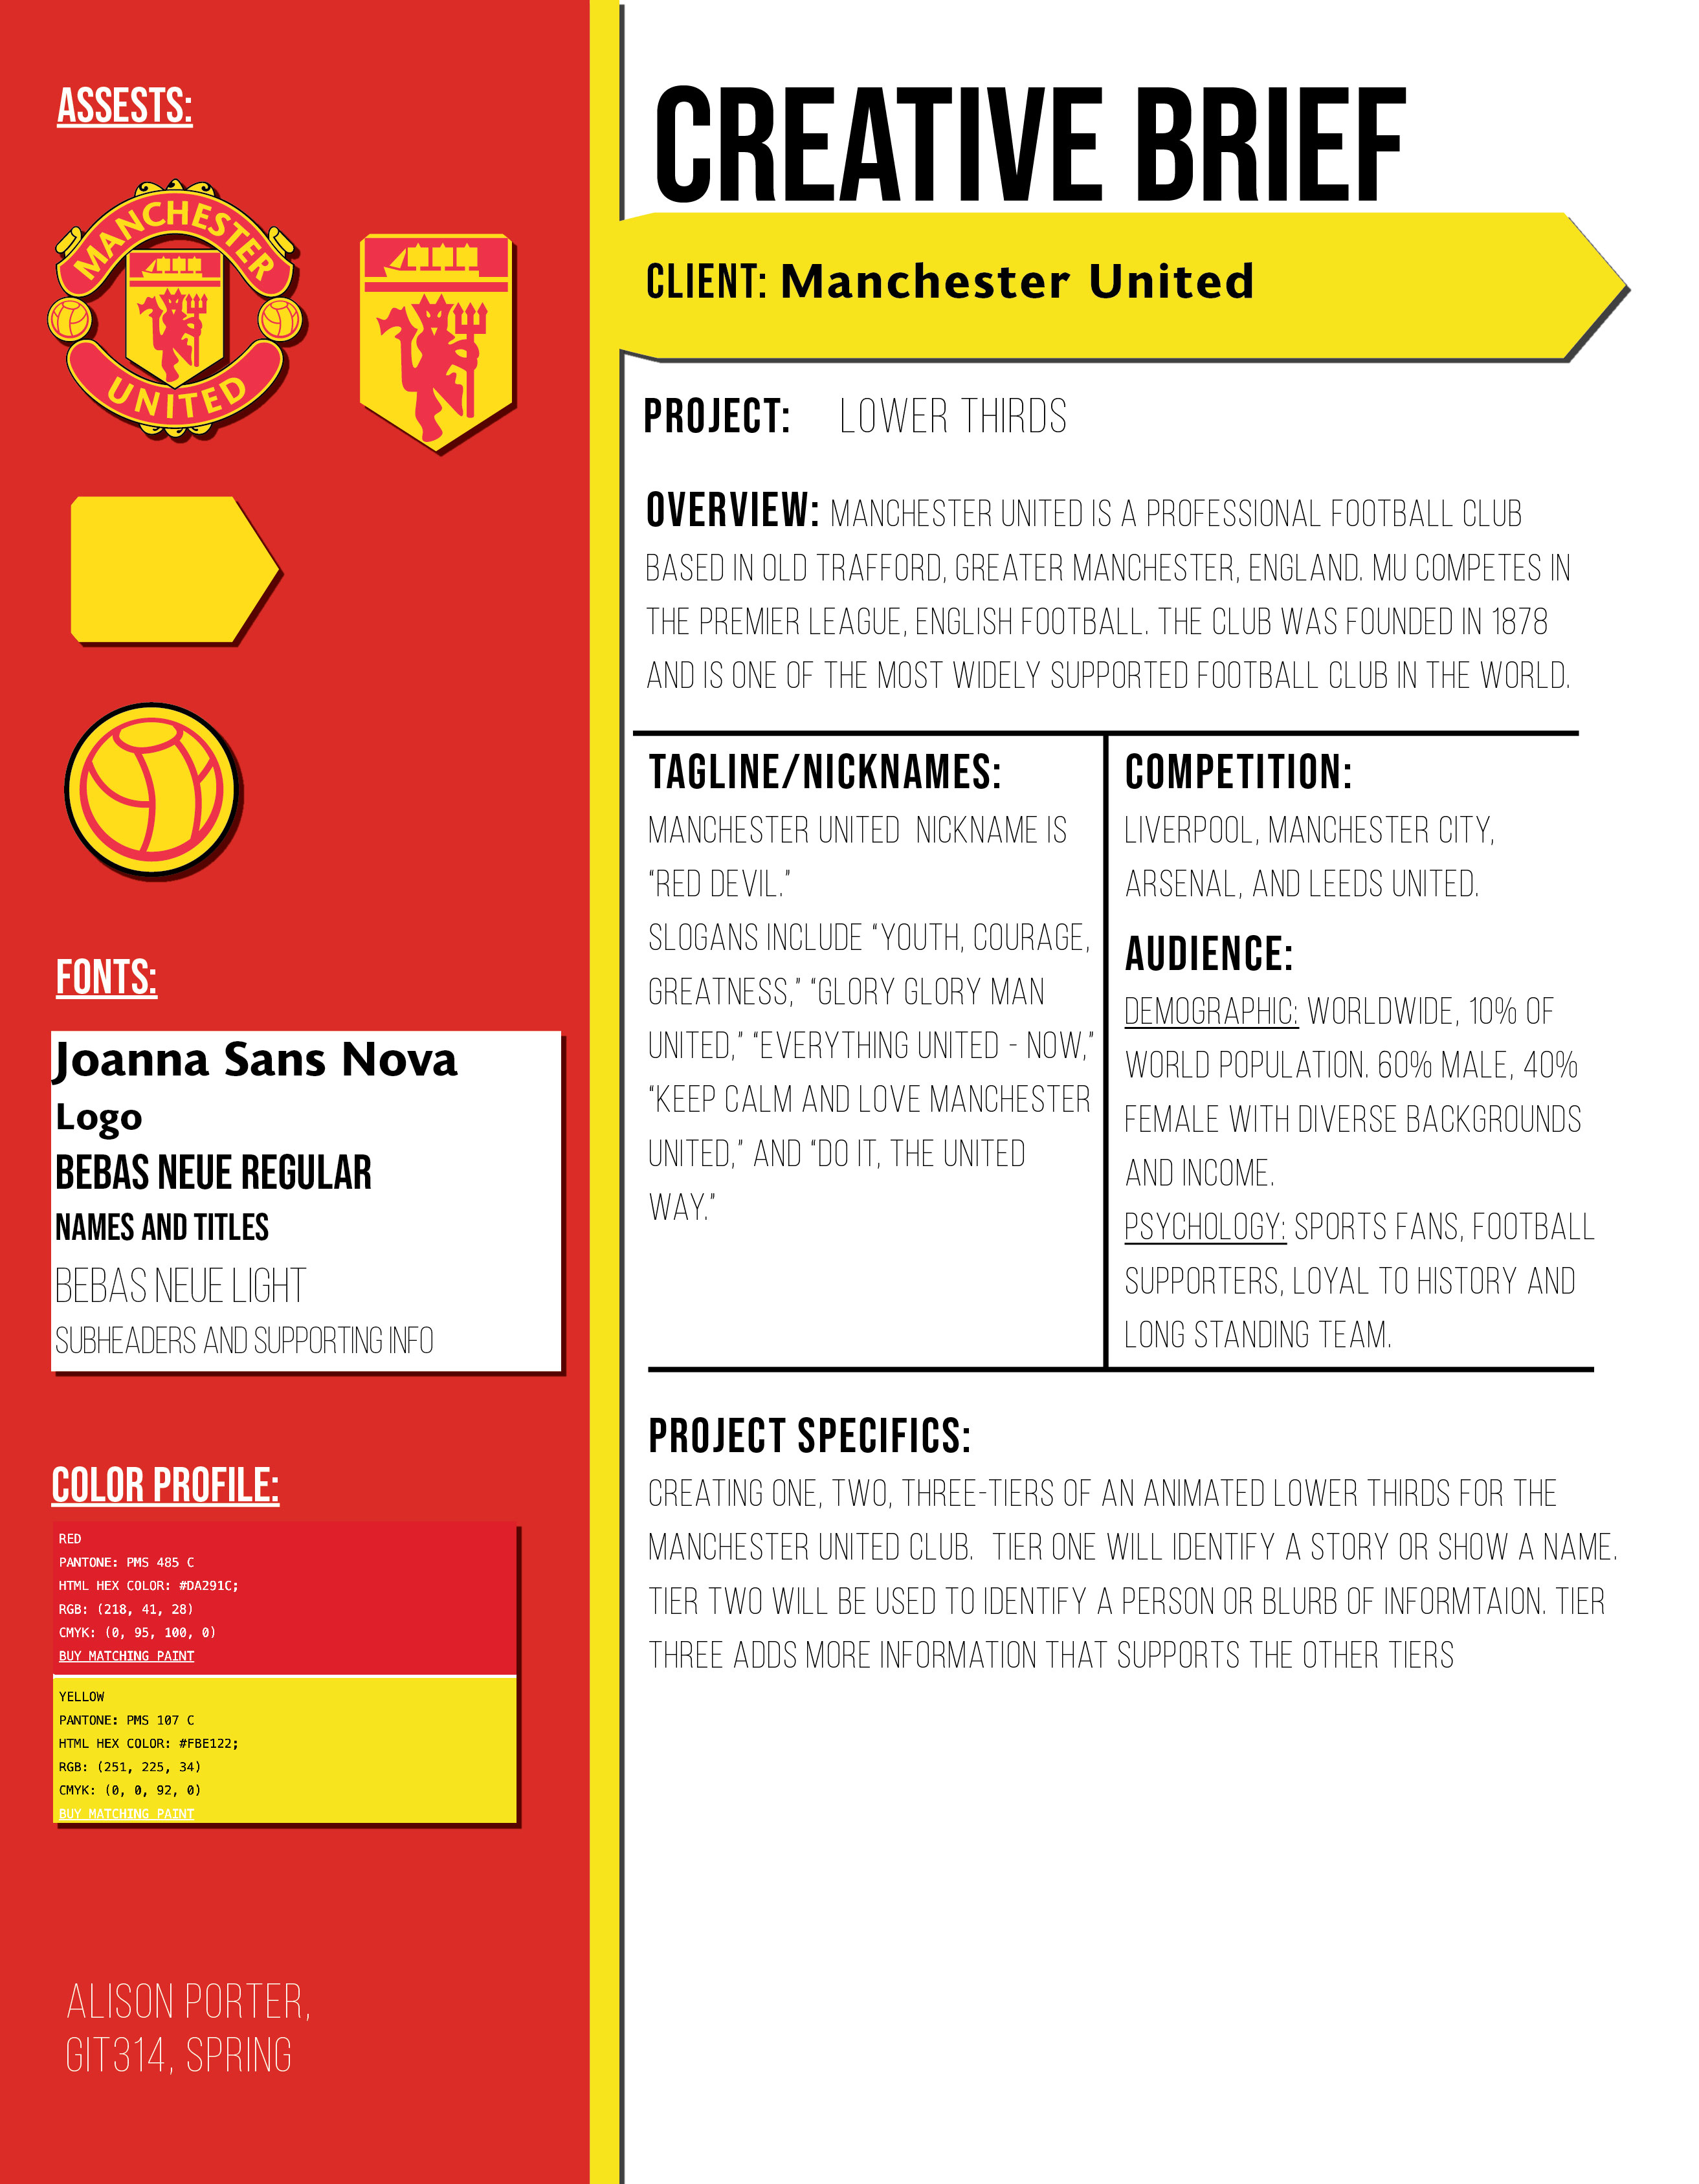 ASSESTS:
MANCHESTER
UNITED
FONTS:
Joanna Sans Nova
Logo
BEBAS NEUE REGULAR
NAMES AND TITLES
BEBAS NEUE LIGHT
SUBHEADERS AND SUPPORTING INFO
COLOR PROFILE:
RED
PANTONE: PMS 485 C
HTML HEX COLOR: #DA291C;
RGB: (218, 41, 28)
CMYK: (0, 95, 100, 0)
BUY MATCHING PAINT
YELLOW
PANTONE: PMS 107 C
HTML HEX COLOR: #FBE122;
RGB: (251, 225, 34)
CMYK: (0, 0, 92, 0)
BUY MATCHING PAINT
ALISON PORTER,
GIT314, SPRING
CREATIVE BRIEF
CLIENT: Manchester United
PROJECT: LOWER THIRDS
OVERVIEW: MANCHESTER UNITED IS A PROFESSIONAL FOOTBALL CLUB
BASED IN OLD TRAFFORD, GREATER MANCHESTER, ENGLAND. MU COMPETES IN
THE PREMIER LEAGUE, ENGLISH FOOTBALL. THE CLUB WAS FOUNDED IN 1878
AND IS ONE OF THE MOST WIDELY SUPPORTED FOOTBALL CLUB IN THE WORLD.
TAGLINE/NICKNAMES:
MANCHESTER UNITED NICKNAME IS
“RED DEVIL.”
SLOGANS INCLUDE “YOUTH, COURAGE,
GREATNESS,” “GLORY GLORY MAN
UNITED,” “EVERYTHING UNITED - NOW,”
“KEEP CALM AND LOVE MANCHESTER
UNITED,” AND “DO IT, THE UNITED
WAY.”
COMPETITION:
LIVERPOOL, MANCHESTER CITY,
ARSENAL, AND LEEDS UNITED.
AUDIENCE:
DEMOGRAPHIC: WORLDWIDE, 10% OF
WORLD POPULATION. 60% MALE, 40%
FEMALE WITH DIVERSE BACKGROUNDS
AND INCOME.
PSYCHOLOGY: SPORTS FANS, FOOTBALL
SUPPORTERS, LOYAL TO HISTORY AND
LONG STANDING TEAM.
PROJECT SPECIFICS:
CREATING ONE, TWO, THREE-TIERS OF AN ANIMATED LOWER THIRDS FOR THE
MANCHESTER UNITED CLUB. TIER ONE WILL IDENTIFY A STORY OR SHOW A NAME.
TIER TWO WILL BE USED TO IDENTIFY A PERSON OR BLURB OF INFORMTAION. TIER
THREE ADDS MORE INFORMATION THAT SUPPORTS THE OTHER TIERS